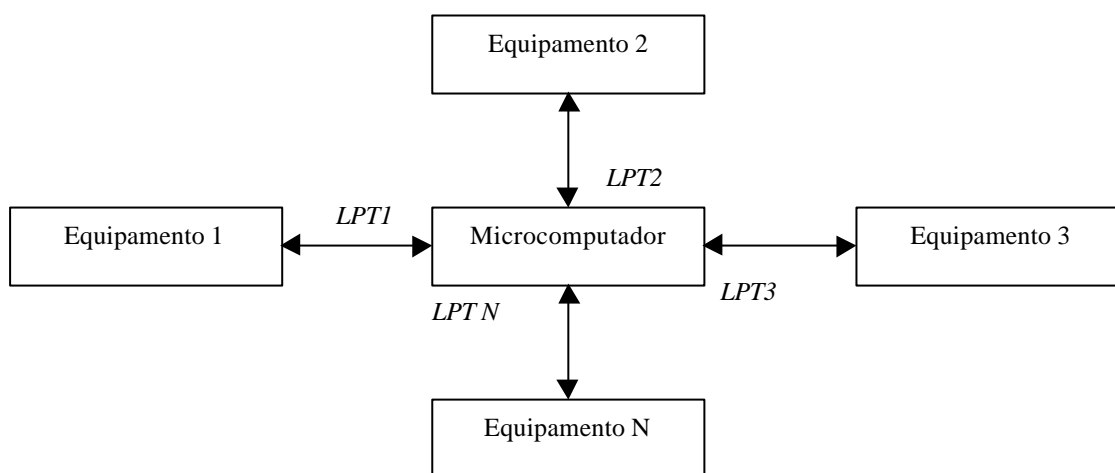 Equipamento 2
LPT2
LPT1
Equipamento 1
Microcomputador
Equipamento 3
LPT3
LPT N
Equipamento N